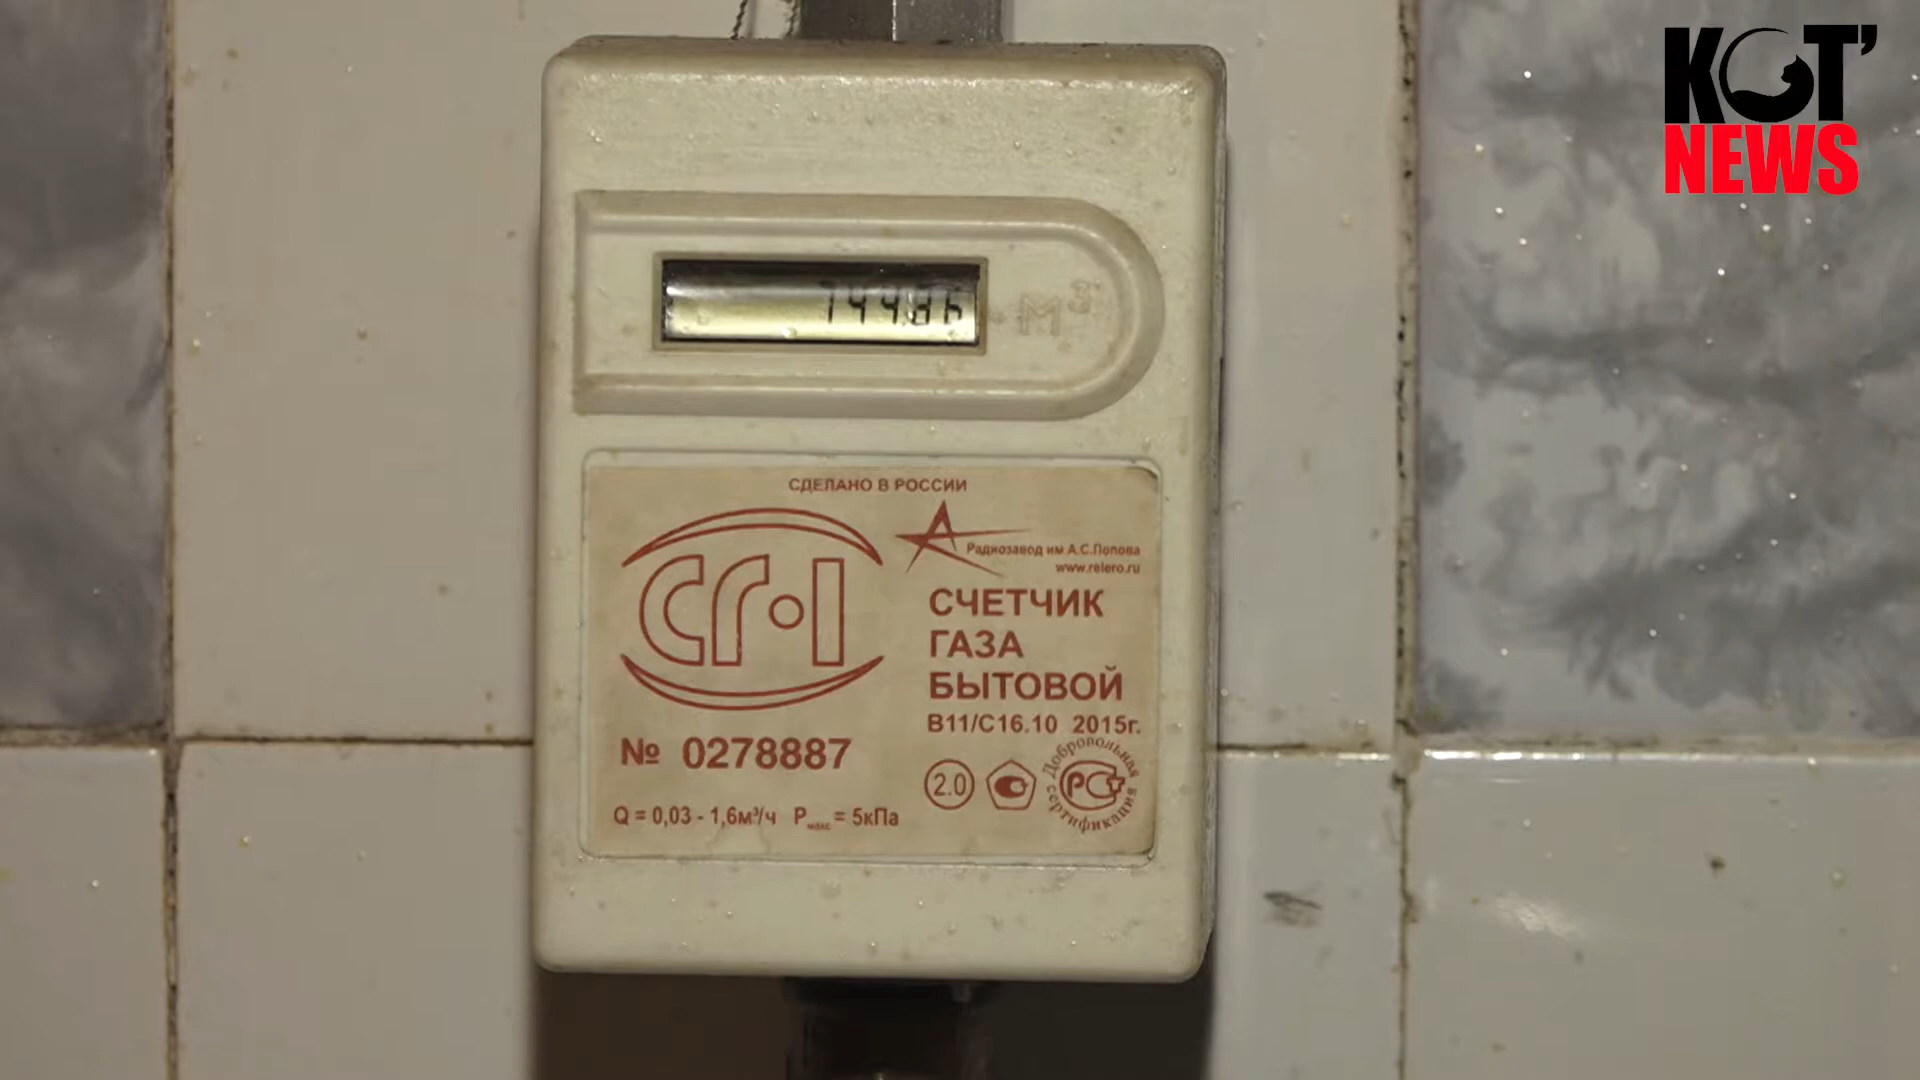 KOT'
NEWS
м³
СДЕЛАНО В РОССИИ
Радиозавод им А.С.Попова
www.relero.ru
СГ-1
СЧЕТЧИК
ГАЗА
БЫТОВОЙ
В11/С16.10 2015г.
№ 0278887
2.0
Добровольная
сертификация
РСТ
Q = 0,03 - 1,6м³/ч Pмакс = 5кПа